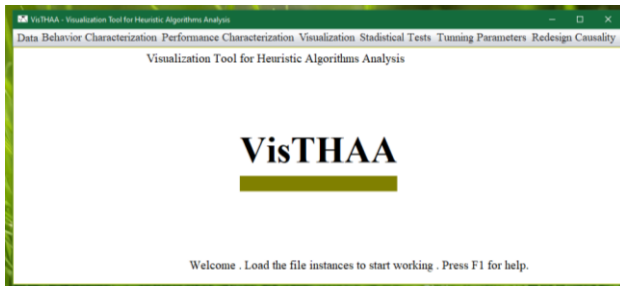 VisTHAA - Visualization Tool for Heuristic Algorithms Analysis
Data Behavior Characterization Performance Characterization Visualization Stadistical Tests Tunning Parameters Redesign Causality
Visualization Tool for Heuristic Algorithms Analysis
VisTHAA
Welcome . Load the file instances to start working . Press F1 for help.